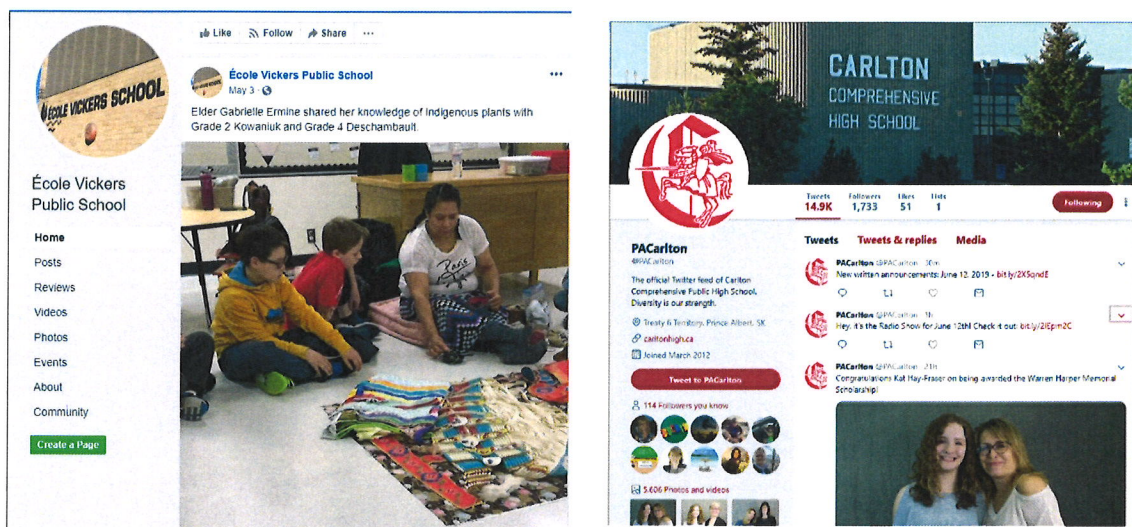 Like Follow Share ...
École Vickers Public School
May 3 ·
Elder Gabrielle Ermine shared her knowledge of Indigenous plants with
Grade 2 Kowaniuk and Grade 4 Deschambault.
ÉCOLE VICKERS SCHOOL
École Vickers
Public School
Home
Posts
Reviews
Videos
Photos
Events
About
Community
Create a Page
CARLTON
COMPREHENSIVE
HIGH SCHOOL
Tweets Followers Likes Lists
14.9K 1,733 51 1
Following
PACarlton
@PACarlton
The official Twitter feed of Carlton
Comprehensive Public High School.
Diversity is our strength.
Treaty 6 Territory, Prince Albert, SK
carltonhigh.ca
Joined March 2012
Tweet to PACarlton
114 Followers you know
5,606 Photos and videos
Tweets Tweets & replies Media
PACarlton @PACarlton · 30m
New written announcements: June 12, 2019 -
PACarlton @PACarlton · 1h
Hey, it's the Radio Show for June 12th! Check it out:
PACarlton @PACarlton · 21h
Congratulations Kat Hay-Fraser on being awarded the Warren Harper Memorial
Scholarship!